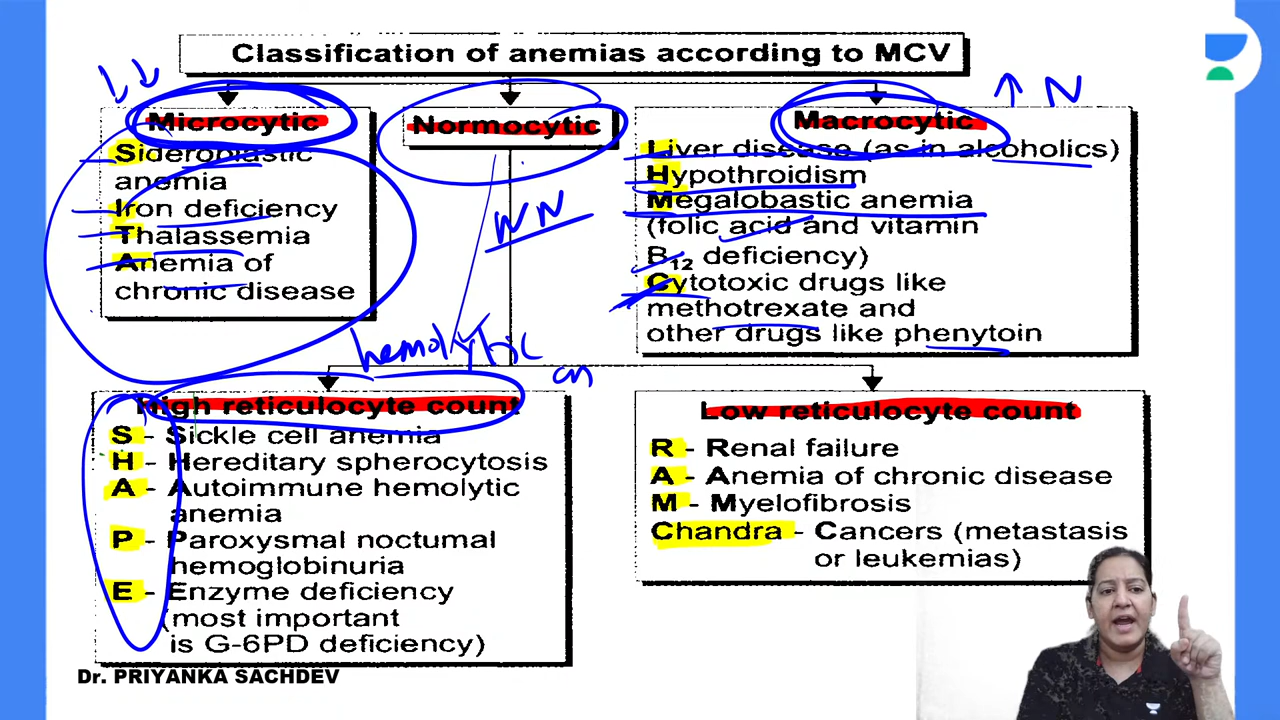 Classification of anemias according to MCV
Microcytic
Sideroblastic
anemia
Iron deficiency
Thalassemia
Anemia of
chronic disease
Normocytic
N N
hemolytic
Macrocytic
N
Liver disease (as in alcoholics)
Hypothroidism
Megalobastic anemia
(folic acid and vitamin
B12 deficiency)
Cytotoxic drugs like
methotrexate and
other drugs like phenytoin
High reticulocyte count
S - Sickle cell anemia
H - Hereditary spherocytosis
A - Autoimmune hemolytic
anemia
P - Paroxysmal noctumal
hemoglobinuria
E - Enzyme deficiency
(most important
is G-6PD deficiency)
Low reticulocyte count
R - Renal failure
A - Anemia of chronic disease
M - Myelofibrosis
Chandra - Cancers (metastasis
or leukemias)
Dr. PRIYANKA SACHDEV